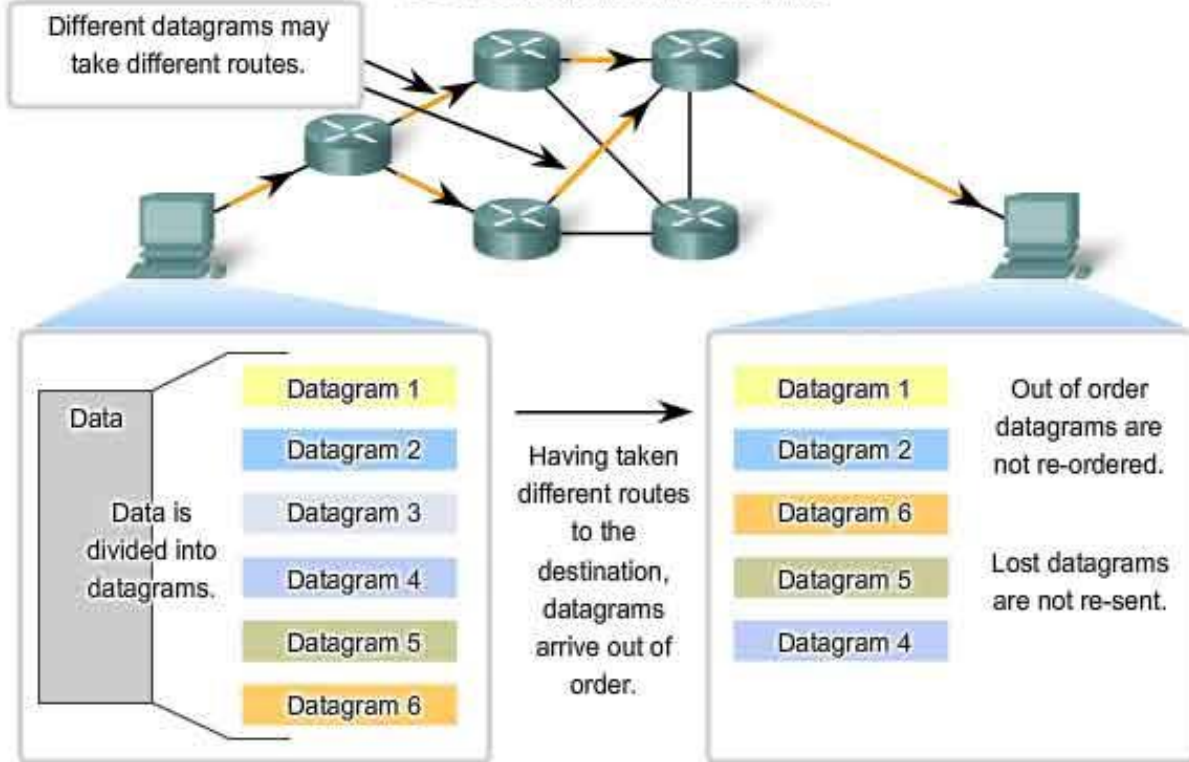 Different datagrams may
take different routes.
Data
Data is
divided into
datagrams.
Datagram 1
Datagram 2
Datagram 3
Datagram 4
Datagram 5
Datagram 6
Having taken
different routes
to the
destination,
datagrams
arrive out of
order.
Datagram 1
Datagram 2
Datagram 6
Datagram 5
Datagram 4
Out of order
datagrams are
not re-ordered.
Lost datagrams
are not re-sent.